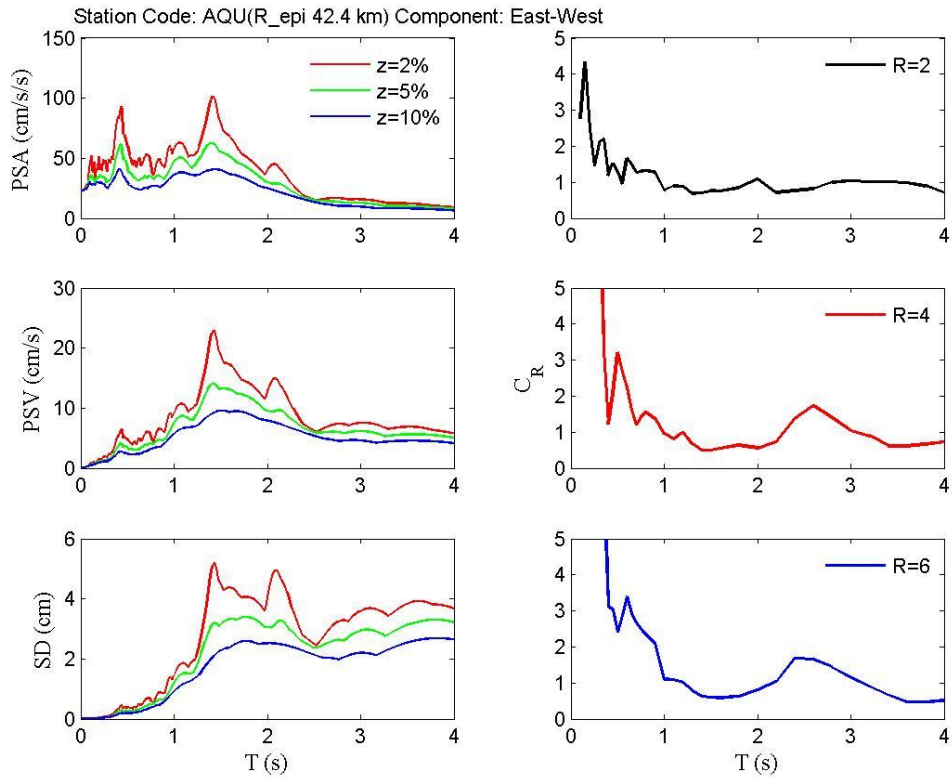 Station Code: AQU(R_epi 42.4 km) Component: East-West
PSA (cm/s/s)
150
100
50
0
0 1 2 3 4
z=2%
z=5%
z=10%
5
4
3
2
1
0
0 1 2 3 4
R=2
PSV (cm/s)
30
20
10
0
0 1 2 3 4
C_R
5
4
3
2
1
0
0 1 2 3 4
R=4
SD (cm)
6
4
2
0
0 1 2 3 4
T (s)
5
4
3
2
1
0
0 1 2 3 4
R=6
T (s)